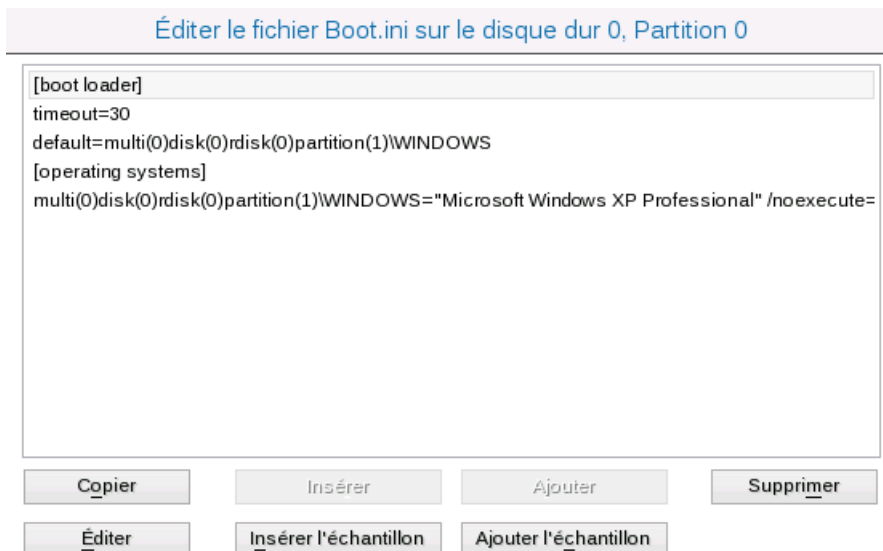 Éditer le fichier Boot.ini sur le disque dur 0, Partition 0
[boot loader]
timeout=30
default=multi(0)disk(0)rdisk(0)partition(1)\WINDOWS
[operating systems]
multi(0)disk(0)rdisk(0)partition(1)\WINDOWS="Microsoft Windows XP Professional" /noexecute=
Copier Insérer Ajouter Supprimer
Éditer Insérer l'échantillon Ajouter l'échantillon